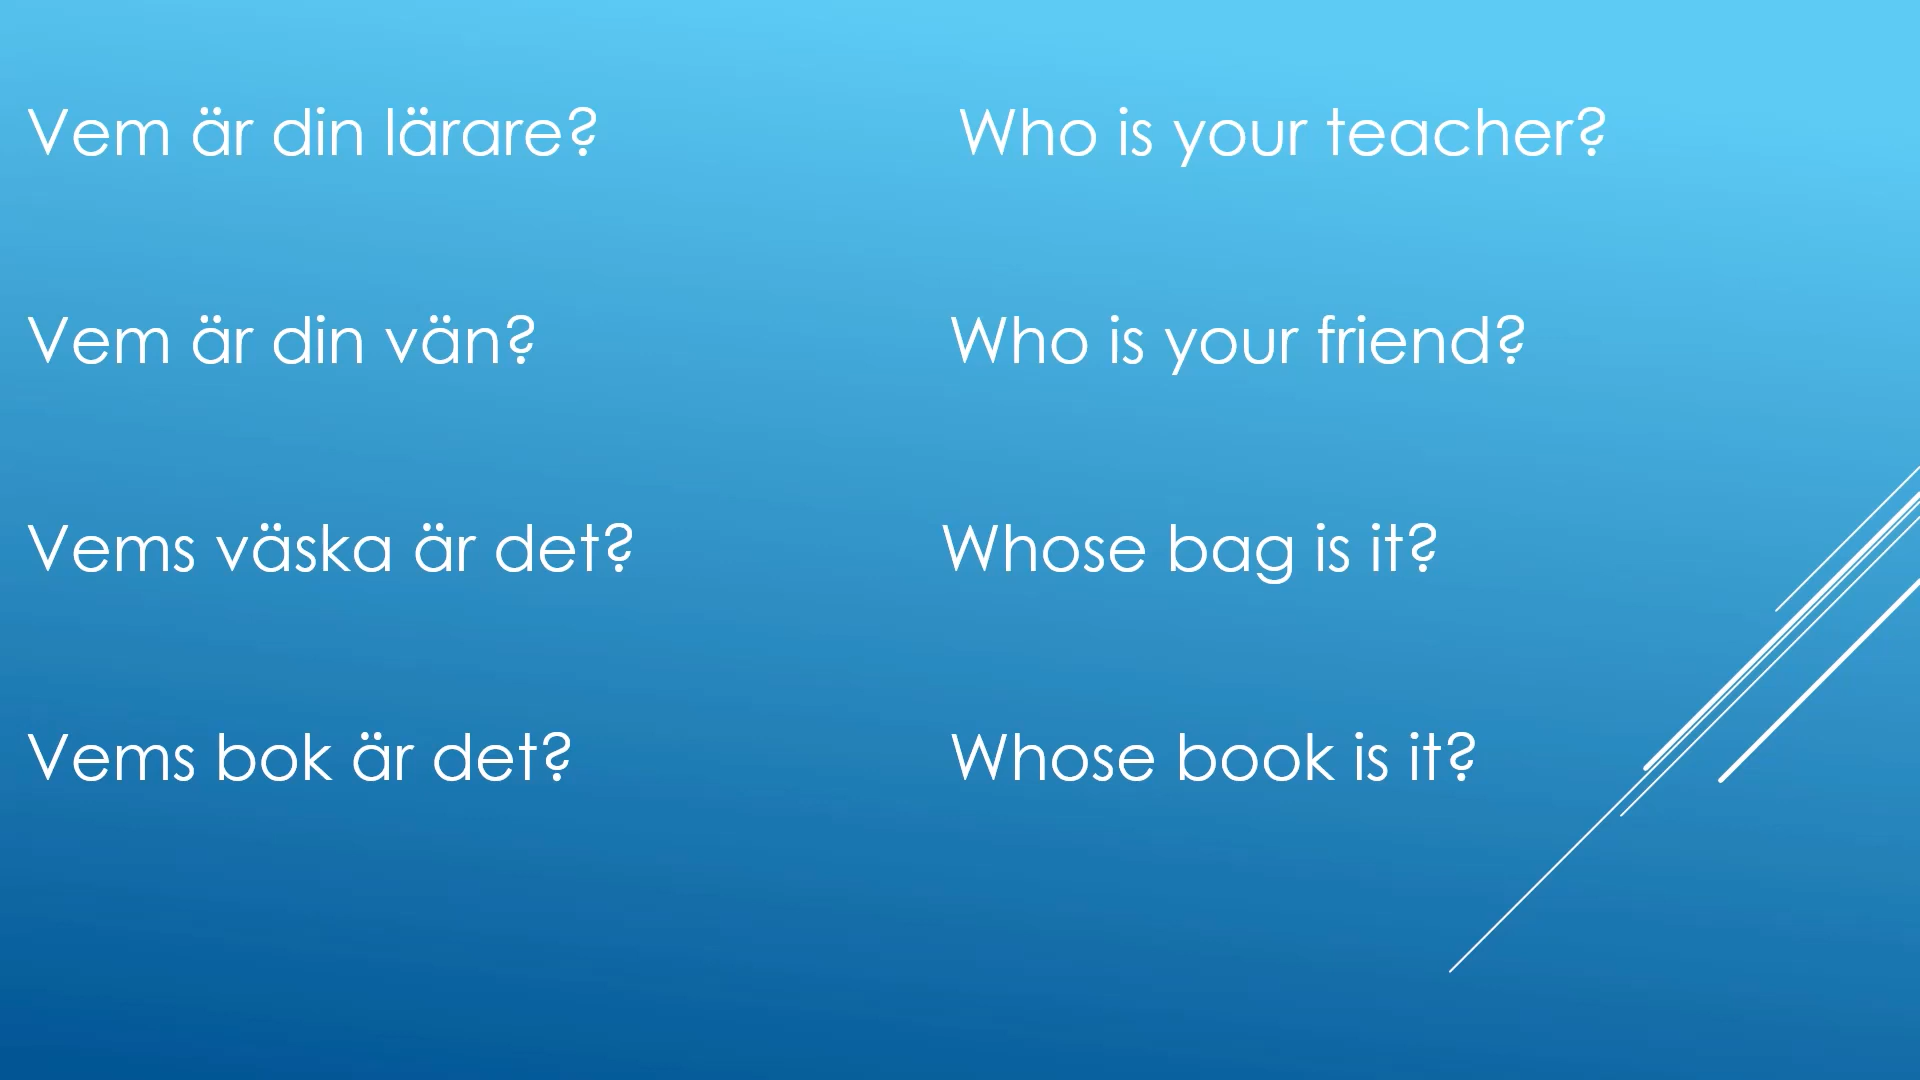 Vem är din lärare? Who is your teacher?
Vem är din vän? Who is your friend?
Vems väska är det? Whose bag is it?
Vems bok är det? Whose book is it?